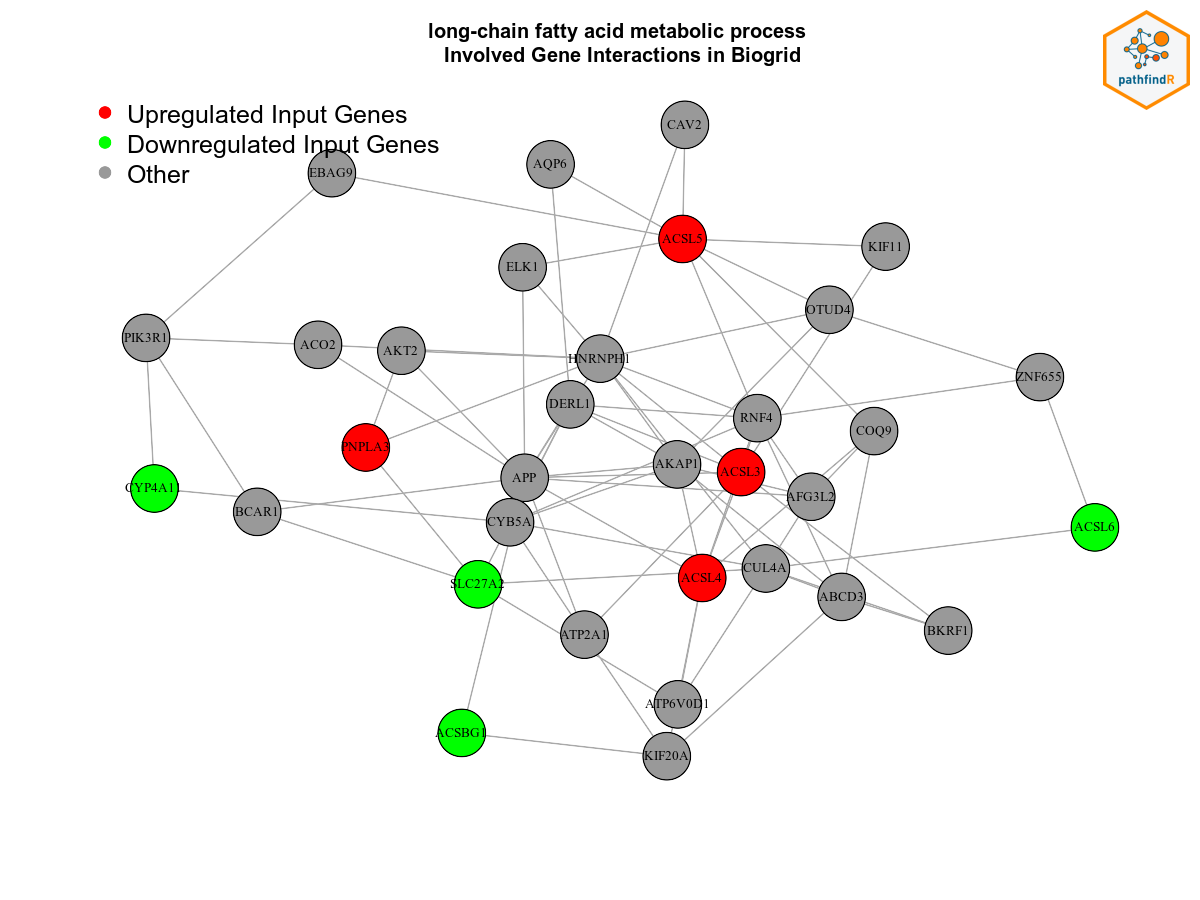 long-chain fatty acid metabolic process
Involved Gene Interactions in Biogrid
pathfindR
Upregulated Input Genes
Downregulated Input Genes
Other
CAV2
AQP6
EBAG9
ACSL5
KIF11
ELK1
OTUD4
PIK3R1
ACO2
AKT2
HNRNPH1
ZNF655
DERL1
RNF4
COQ9
PNPLA3
AKAP1
ACSL3
APP
CYP4A11
AFG3L2
BCAR1
CYB5A
ACSL6
CUL4A
ACSL4
SLC27A2
ABCD3
BKRF1
ATP2A1
ATP6V0D1
ACSBG1
KIF20A